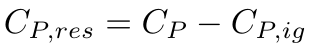 C_{P,res} = C_P − C_{P,ig}